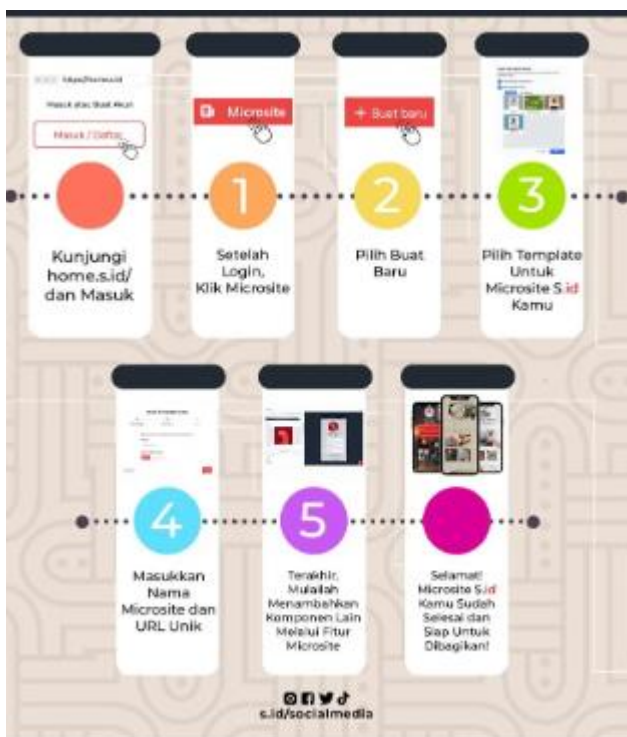 https://home.s.id
Masuk atau Buat Akun
Masuk / Daftar
Kunjungi
home.s.id/
dan Masuk
Microsite
1
Setelah
Login,
Klik Microsite
+ Buat baru
2
Pilih Buat
Baru
3
Pilih Template
Untuk
Microsite S.id
Kamu
4
Masukkan
Nama
Microsite dan
URL Unik
5
Terakhir,
Mulailah
Menambahkan
Komponen Lain
Melalui Fitur
Microsite
Selamat!
Microsite S.id
Kamu Sudah
Selesai dan
Siap Untuk
Dibagikan!
s.id/socialmedia